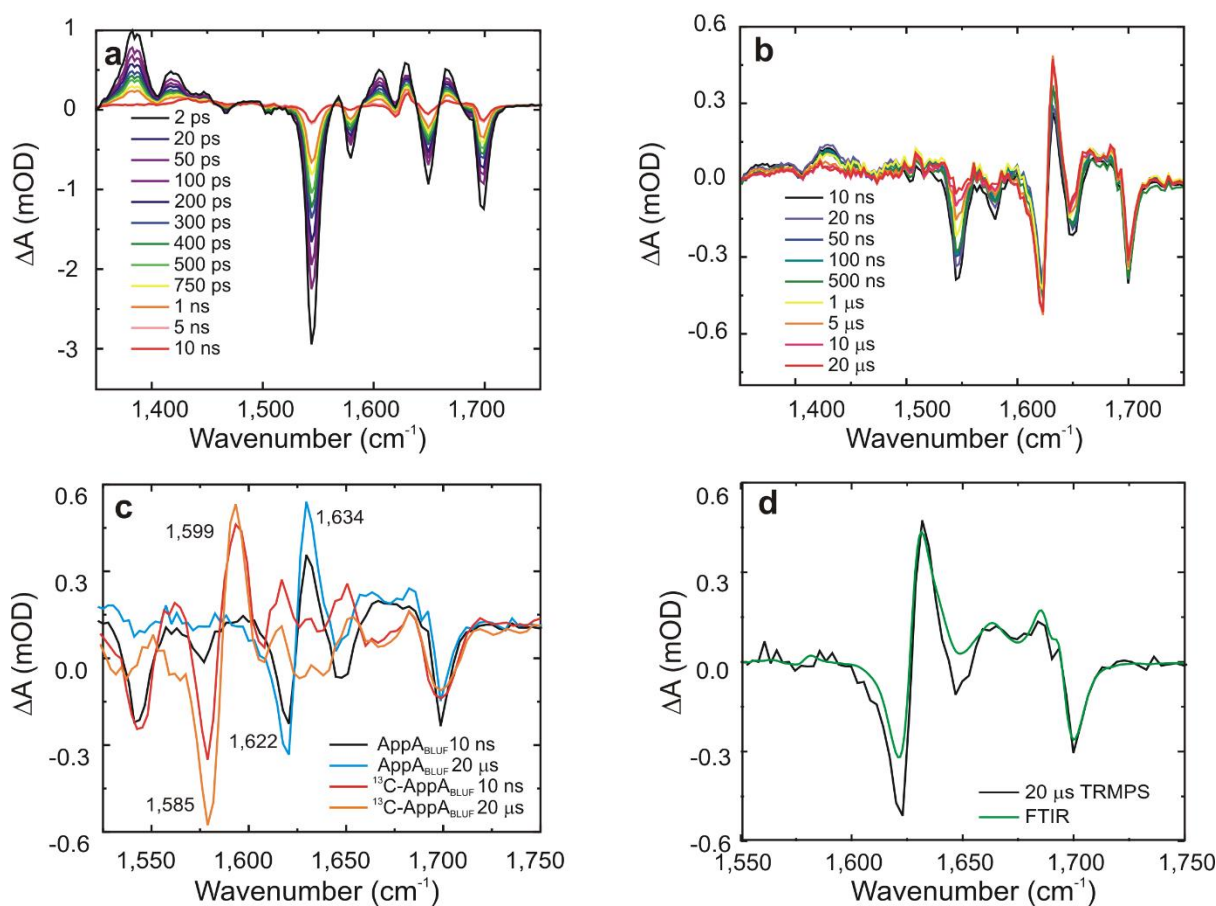 a
1
0
-1
-2
-3
ΔA (mOD)
2 ps
20 ps
50 ps
100 ps
200 ps
300 ps
400 ps
500 ps
750 ps
1 ns
5 ns
10 ns
1,400 1,500 1,600 1,700
Wavenumber (cm⁻¹)
b
0.6
0.3
0.0
-0.3
-0.6
ΔA (mOD)
10 ns
20 ns
50 ns
100 ns
500 ns
1 μs
5 μs
10 μs
20 μs
1,400 1,500 1,600 1,700
Wavenumber (cm⁻¹)
c
0.6
0.3
0.0
-0.3
-0.6
ΔA (mOD)
1,599
1,634
1,622
1,585
AppA_BLUF 10 ns
AppA_BLUF 20 μs
¹³C-AppA_BLUF 10 ns
¹³C-AppA_BLUF 20 μs
1,550 1,600 1,650 1,700 1,750
Wavenumber (cm⁻¹)
d
0.6
0.3
0.0
-0.3
-0.6
ΔA (mOD)
20 μs TRMPS
FTIR
1,550 1,600 1,650 1,700 1,750
Wavenumber (cm⁻¹)